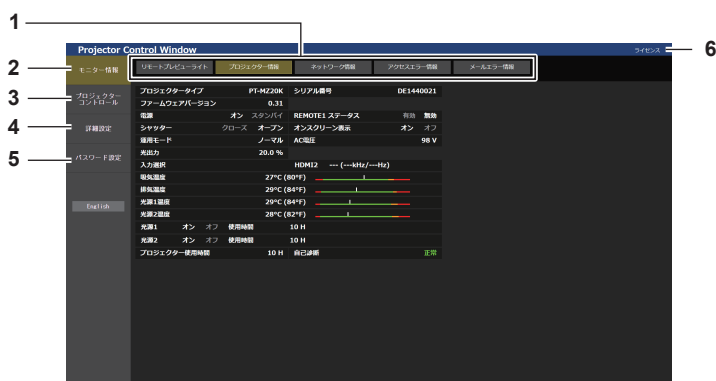 1
Projector Control Window
ライセンス
6
2
モニター情報
リモートプレビューライト
プロジェクター情報
ネットワーク情報
アクセスエラー情報
メールエラー情報
3
プロジェクター
コントロール
4
詳細設定
5
パスワード設定
English
プロジェクタータイプ PT-MZ20K シリアル番号 DE1440021
ファームウェアバージョン 0.31
電源 オン スタンバイ REMOTE1 ステータス 有効 無効
シャッター クローズ オープン オンスクリーン表示 オン オフ
運用モード ノーマル AC電圧 98 V
光出力 20.0 %
入力選択 HDMI2 --- (---kHz/---Hz)
吸気温度 27°C (80°F)
排気温度 29°C (84°F)
光源1温度 29°C (84°F)
光源2温度 28°C (82°F)
光源1 オン オフ 使用時間 10 H
光源2 オン オフ 使用時間 10 H
プロジェクター使用時間 10 H 自己診断 正常